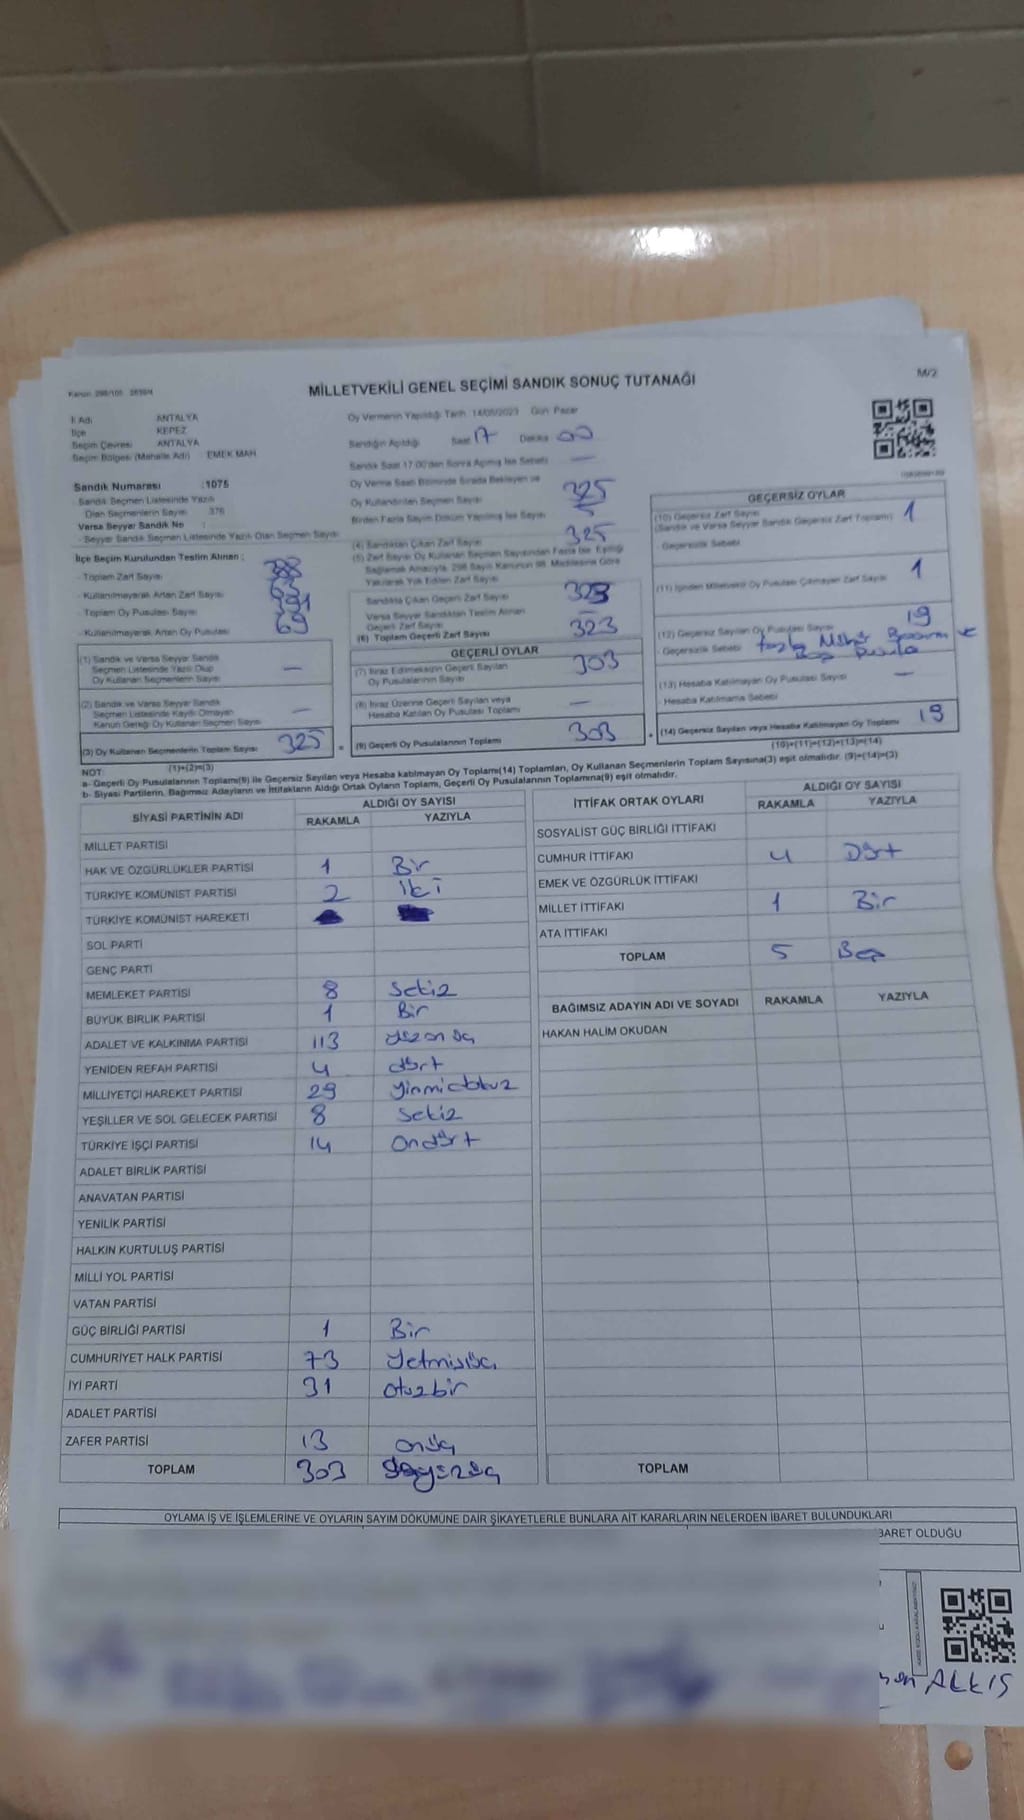 Kanun: 298/105 2839/4
MİLLETVEKİLİ GENEL SEÇİMİ SANDIK SONUÇ TUTANAĞI
M/2
İl Adı ANTALYA
İlçe KEPEZ
Seçim Çevresi ANTALYA
Seçim Bölgesi (Mahalle Adı) EMEK MAH
Sandık Numarası :1075
Sandık Seçmen Listesinde Yazılı
Olan Seçmenlerin Sayısı 376
Varsa Seyyar Sandık No :
- Seyyar Sandık Seçmen Listesinde Yazılı Olan Seçmen Sayısı
İlçe Seçim Kurulundan Teslim Alınan :
- Toplam Zarf Sayısı
- Kullanılmayarak Artan Zarf Sayısı
- Toplam Oy Pusulası Sayısı
- Kullanılmayarak Artan Oy Pusulası 69
(1) Sandık ve Varsa Seyyar Sandık
Seçmen Listesinde Yazılı Olup
Oy Kullanan Seçmenlerin Sayısı —
(2) Sandık ve Varsa Seyyar Sandık
Seçmen Listesinde Kayıtlı Olmayan
Kanun Gereği Oy Kullanan Seçmen Sayısı —
(3) Oy Kullanan Seçmenlerin Toplam Sayısı 325
(1)+(2)=(3)
Oy Vermenin Yapıldığı Tarih :14/05/2023 Gün: Pazar
Sandığın Açıldığı Saat 17 Dakika 00
Sandık Saat 17:00'den Sonra Açılmış İse Sebebi —
Oy Verme Saati Bitiminde Sırada Bekleyen ve
Oy Kullandırılan Seçmen Sayısı 325
Birden Fazla Sayım Döküm Yapılmış İse Sayısı
(4) Sandıktan Çıkan Zarf Sayısı 325
(5) Zarf Sayısı Oy Kullanan Seçmen Sayısından Fazla İse, Eşitliği
Sağlamak Amacıyla, 298 Sayılı Kanunun 98. Maddesine Göre
Yakılarak Yok Edilen Zarf Sayısı
Sandıkta Çıkan Geçerli Zarf Sayısı 323
Varsa Seyyar Sandıktan Teslim Alınan
Geçerli Zarf Sayısı
(6) Toplam Geçerli Zarf Sayısı 323
GEÇERLİ OYLAR
(7) İtiraz Edilmeksizin Geçerli Sayılan
Oy Pusulalarının Sayısı 303
(8) İtiraz Üzerine Geçerli Sayılan veya
Hesaba Katılan Oy Pusulası Toplamı —
(9) Geçerli Oy Pusulalarının Toplamı 303
GEÇERSİZ OYLAR
(10) Geçersiz Zarf Sayısı 1
(Sandık ve Varsa Seyyar Sandık Geçersiz Zarf Toplamı)
- Geçersizlik Sebebi
(11) İçinden Milletvekili Oy Pusulası Çıkmayan Zarf Sayısı 1
(12) Geçersiz Sayılan Oy Pusulası Sayısı 19
- Geçersizlik Sebebi fazla Mühür Basımı ve
Boş Pusula
(13) Hesaba Katılmayan Oy Pusulası Sayısı —
- Hesaba Katılmama Sebebi
(14) Geçersiz Sayılan veya Hesaba Katılmayan Oy Toplamı 19
(10)+(11)+(12)+(13)=(14)
NOT:
a- Geçerli Oy Pusulalarının Toplamı(9) ile Geçersiz Sayılan veya Hesaba katılmayan Oy Toplamı(14) Toplamları, Oy Kullanan Seçmenlerin Toplam Sayısına(3) eşit olmalıdır. (9)+(14)=(3)
b- Siyasi Partilerin, Bağımsız Adayların ve İttifakların Aldığı Ortak Oyların Toplamı, Geçerli Oy Pusulalarının Toplamına(9) eşit olmalıdır.
SİYASİ PARTİNİN ADI ALDIĞI OY SAYISI
RAKAMLA YAZIYLA
MİLLET PARTİSİ
HAK VE ÖZGÜRLÜKLER PARTİSİ 1 Bir
TÜRKİYE KOMÜNİST PARTİSİ 2 iki
TÜRKİYE KOMÜNİST HAREKETİ
SOL PARTİ
GENÇ PARTİ
MEMLEKET PARTİSİ 8 Sekiz
BÜYÜK BİRLİK PARTİSİ 1 Bir
ADALET VE KALKINMA PARTİSİ 113 yüzonüç
YENİDEN REFAH PARTİSİ 4 dört
MİLLİYETÇİ HAREKET PARTİSİ 29 yirmidokuz
YEŞİLLER VE SOL GELECEK PARTİSİ 8 Sekiz
TÜRKİYE İŞÇİ PARTİSİ 14 ondört
ADALET BİRLİK PARTİSİ
ANAVATAN PARTİSİ
YENİLİK PARTİSİ
HALKIN KURTULUŞ PARTİSİ
MİLLİ YOL PARTİSİ
VATAN PARTİSİ
GÜÇ BİRLİĞİ PARTİSİ 1 Bir
CUMHURİYET HALK PARTİSİ 73 yetmişüç
İYİ PARTİ 31 otuzbir
ADALET PARTİSİ
ZAFER PARTİSİ 13 onüç
TOPLAM 303 üçyüzüç
İTTİFAK ORTAK OYLARI ALDIĞI OY SAYISI
RAKAMLA YAZIYLA
SOSYALİST GÜÇ BİRLİĞİ İTTİFAKI
CUMHUR İTTİFAKI 4 Dört
EMEK VE ÖZGÜRLÜK İTTİFAKI
MİLLET İTTİFAKI 1 Bir
ATA İTTİFAKI
TOPLAM 5 Beş
BAĞIMSIZ ADAYIN ADI VE SOYADI RAKAMLA YAZIYLA
HAKAN HALİM OKUDAN
TOPLAM
OYLAMA İŞ VE İŞLEMLERİNE VE OYLARIN SAYIM DÖKÜMÜNE DAİR ŞİKAYETLERLE BUNLARA AİT KARARLARIN NELERDEN İBARET BULUNDUKLARI
BARET OLDUĞU
ALKIŞ